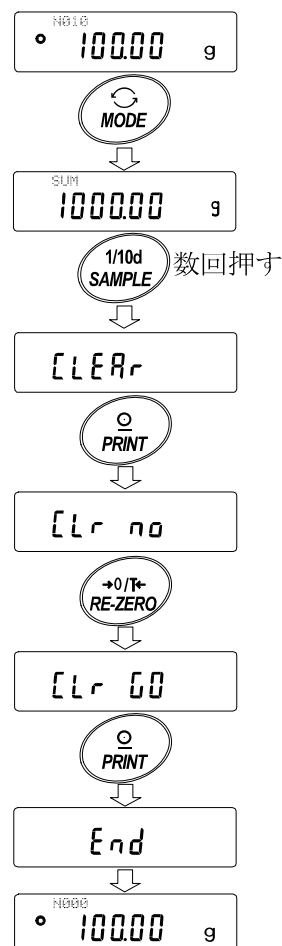 N010
100.00 g
MODE
SUM
1000.00 g
1/10d
SAMPLE
数回押す
CLEAr
PRINT
CLr no
→0/T←
RE-ZERO
CLr GO
PRINT
End
N000
100.00 g